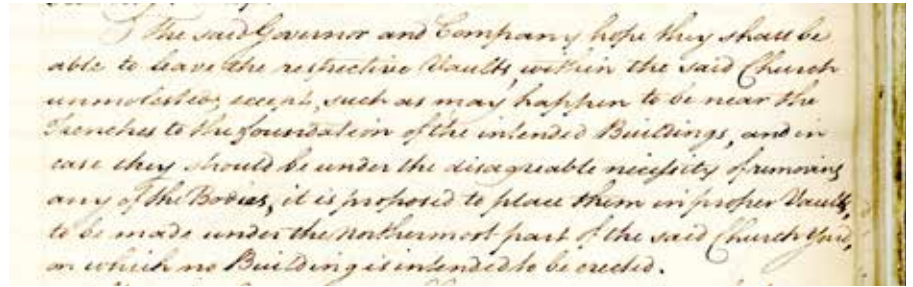 The said Governor and Company hope they shall be
able to leave the respective Vaults, within the said Church
unmolested, except, such as may happen to be near the
Trenches to the foundation of the intended Buildings, and in
case they should be under the disagreable necessity of removing
any of the Bodies, it is proposed to place them in proper Vaults,
to be made under the northermost part of the said Church Yard,
on which no Building is intended to be erected.